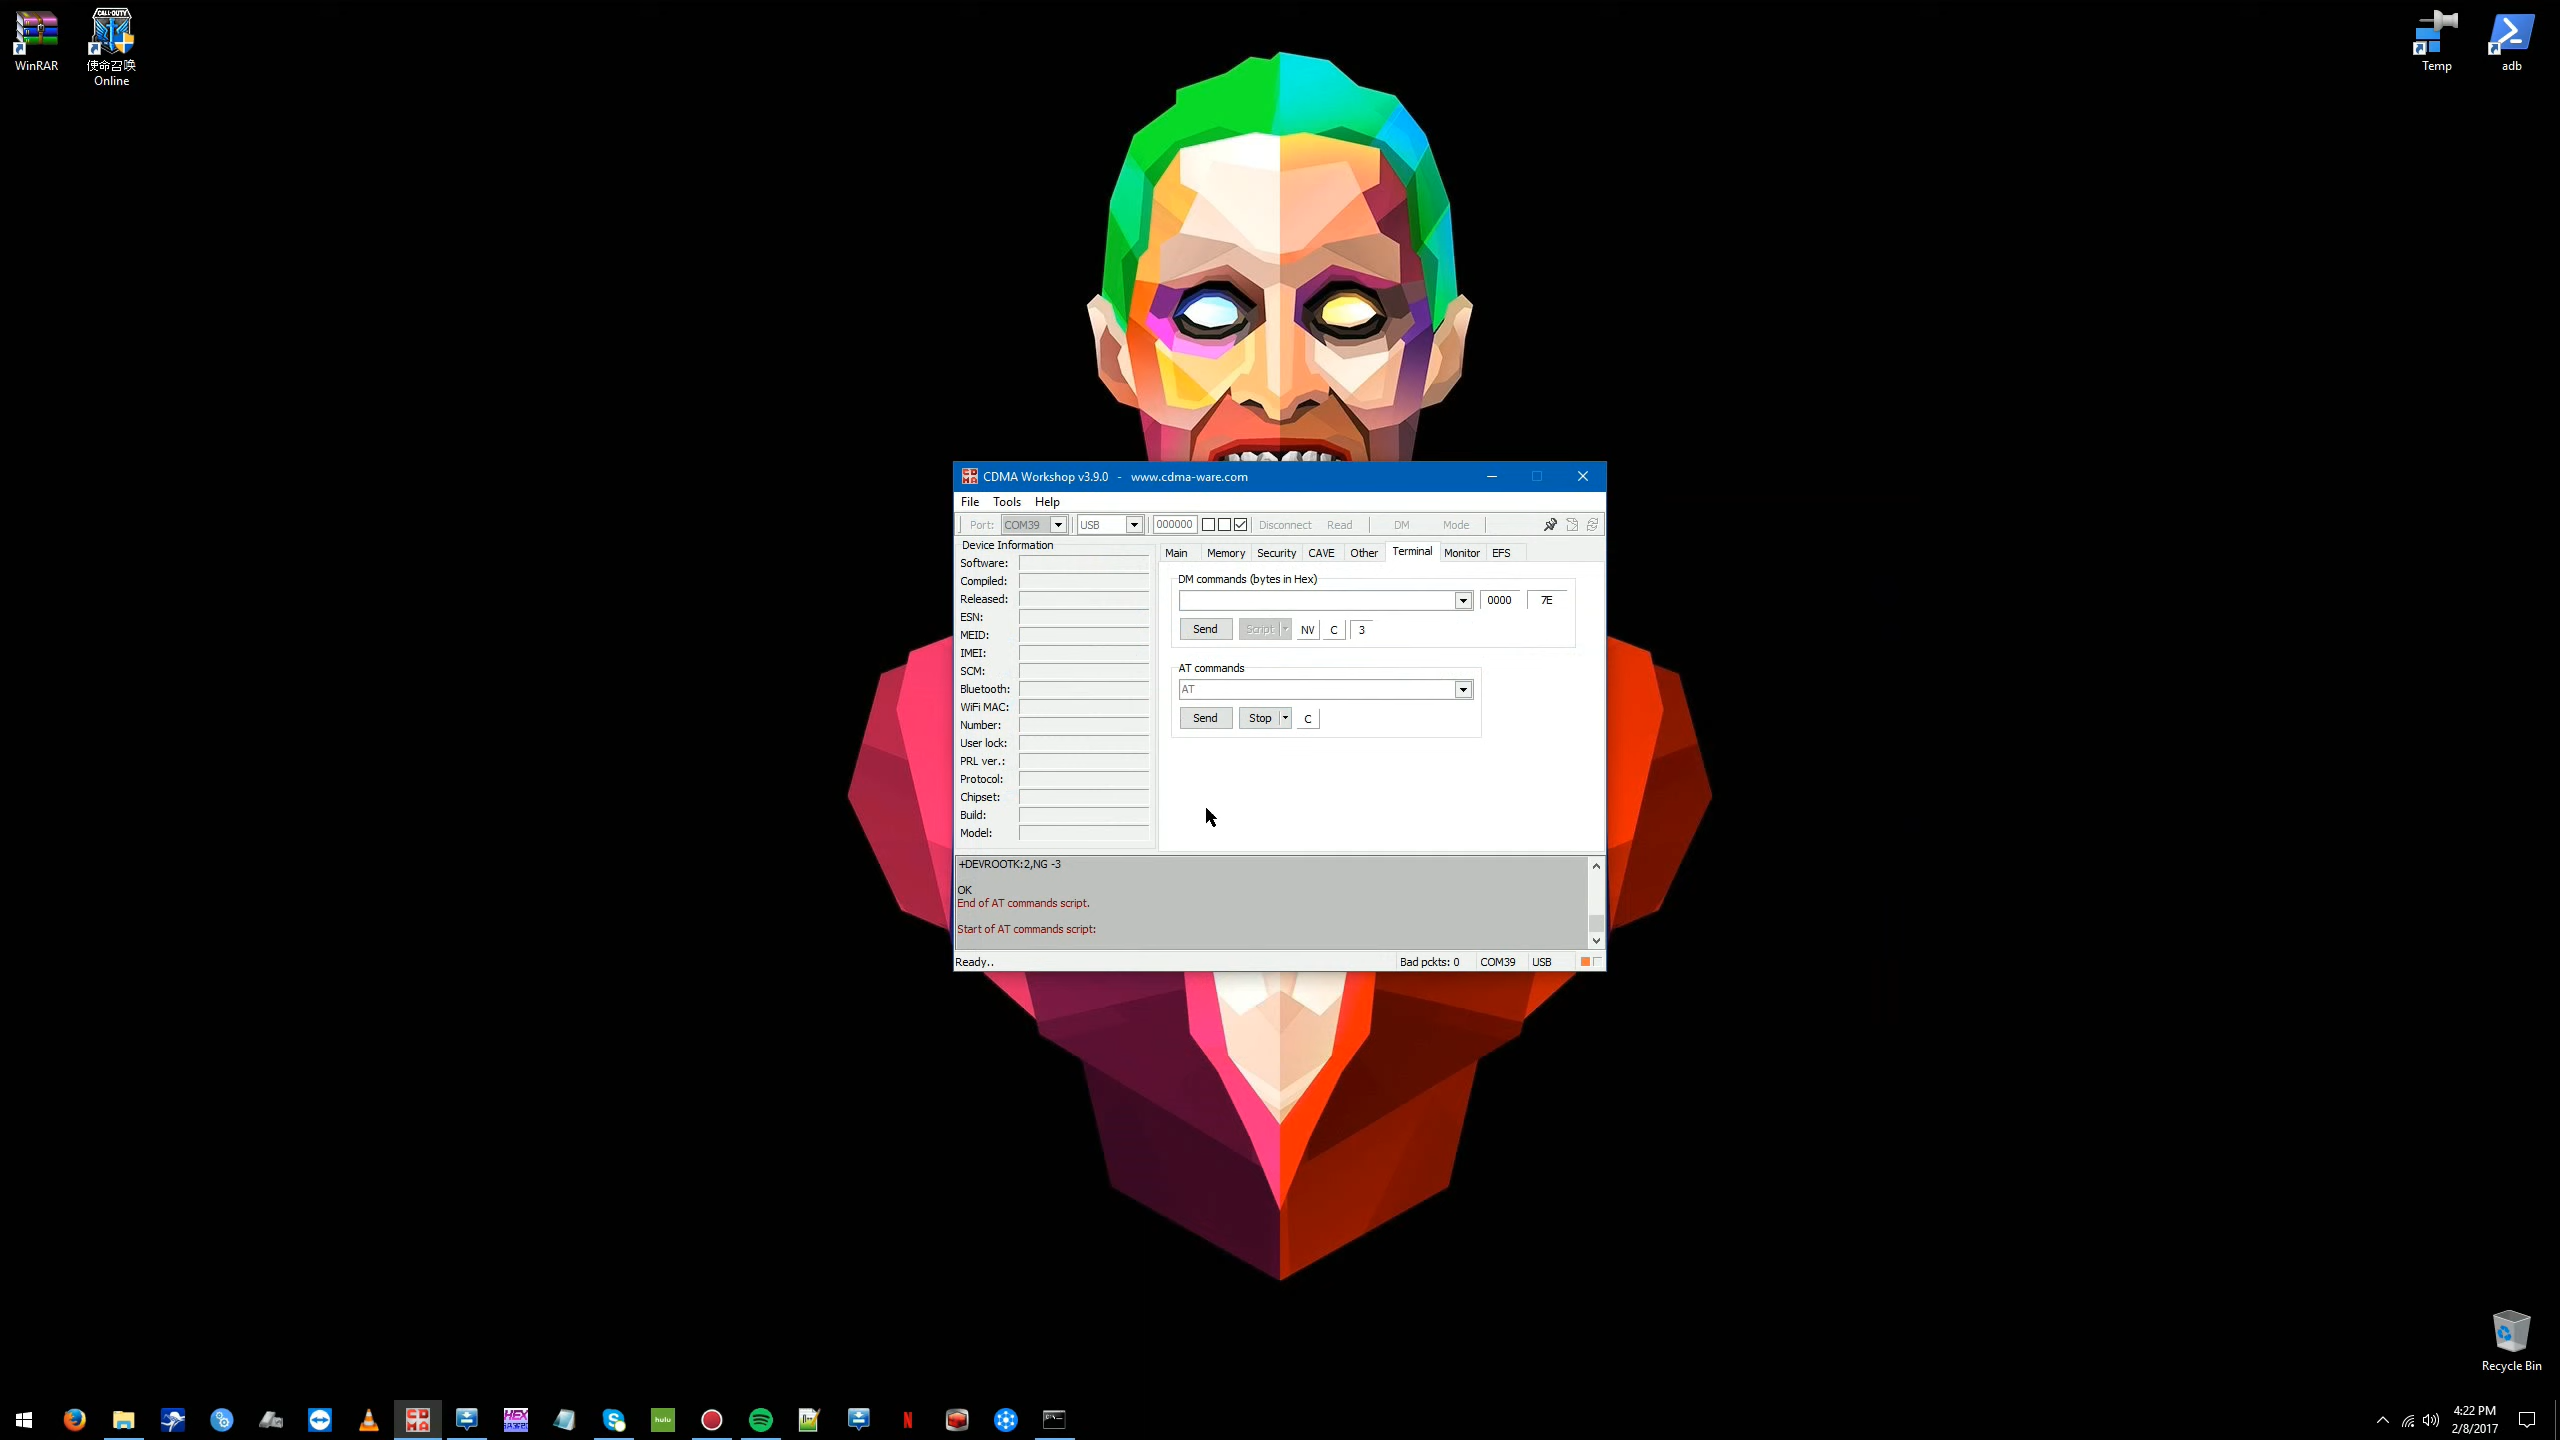 WinRAR
使命召唤
Online
Temp
adb
CDMA Workshop v3.9.0 - www.cdma-ware.com
File Tools Help
Port: COM39 USB 000000 Disconnect Read DM Mode
Device Information
Software:
Compiled:
Released:
ESN:
MEID:
IMEI:
SCM:
Bluetooth:
WiFi MAC:
Number:
User lock:
PRL ver.:
Protocol:
Chipset:
Build:
Model:
Main Memory Security CAVE Other Terminal Monitor EFS
DM commands (bytes in Hex)
0000 7E
Send Script NV C 3
AT commands
AT
Send Stop C
+DEVROOTK:2,NG -3
OK
End of AT commands script.
Start of AT commands script:
Ready.. Bad pckts: 0 COM39 USB
Recycle Bin
CDMA
HEX
hulu
N
4:22 PM
2/8/2017